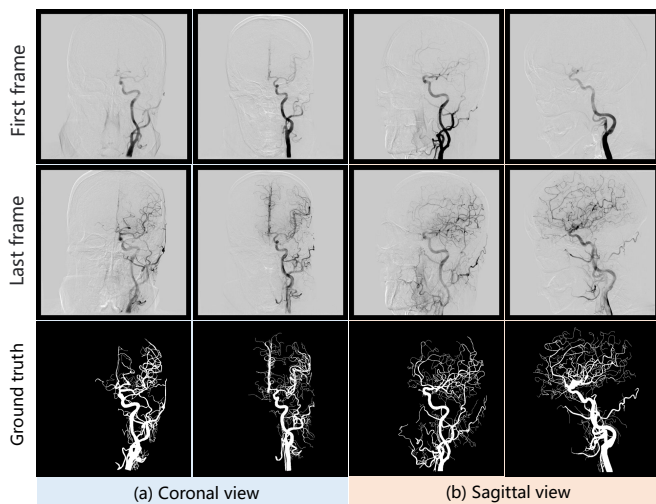 First frame
Last frame
Ground truth
(a) Coronal view
(b) Sagittal view